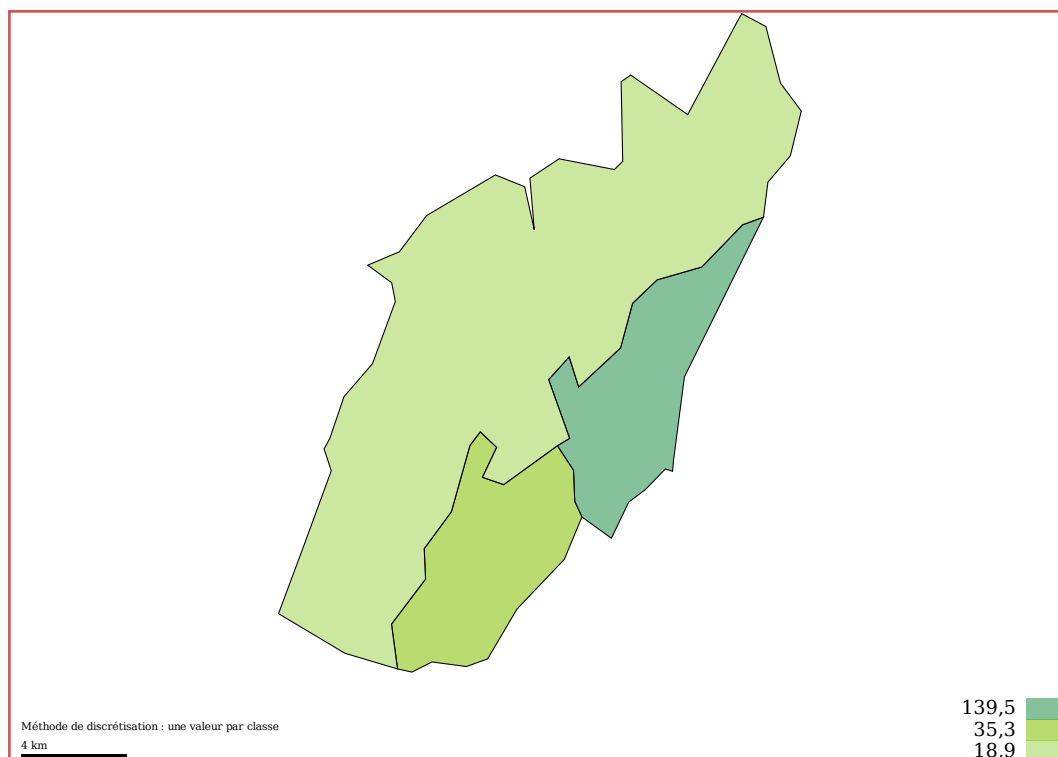 Méthode de discrétisation : une valeur par classe
4 km
139,5
35,3
18,9